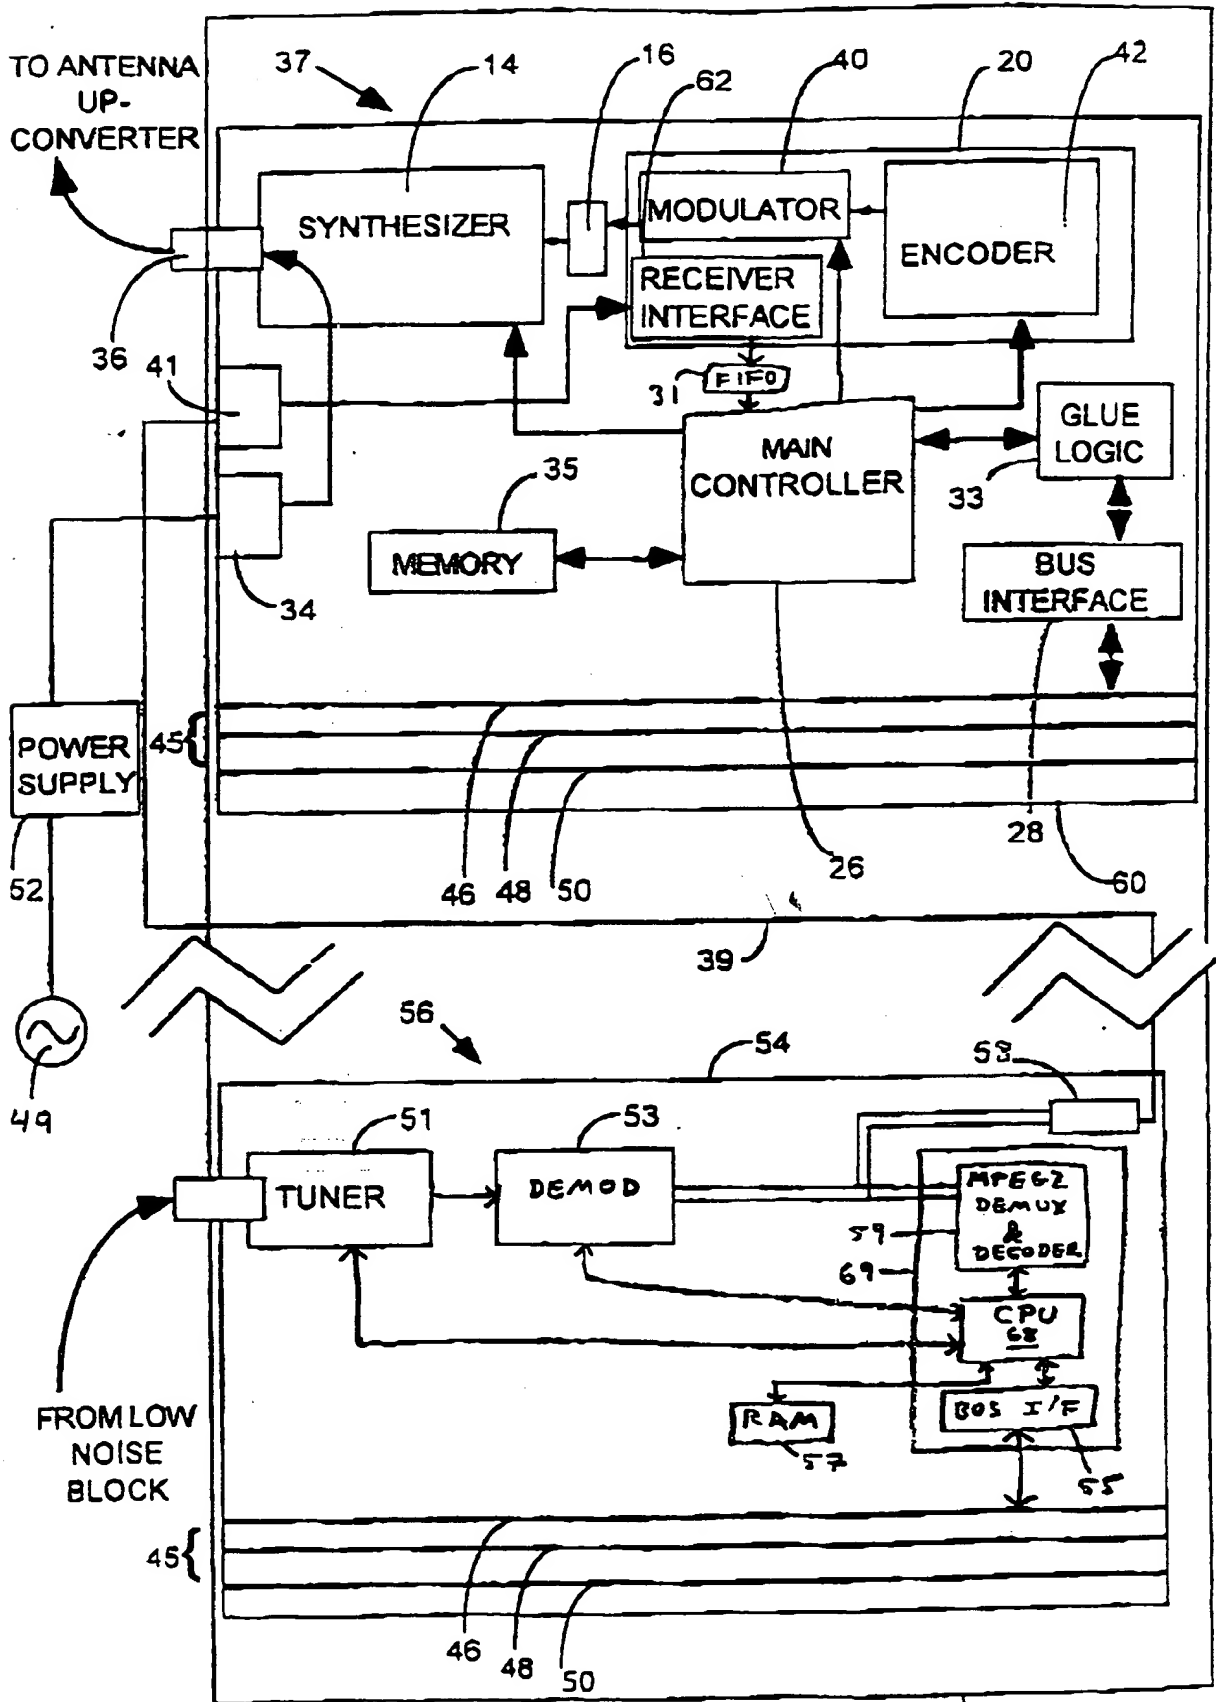 TO ANTENNA
UP-
CONVERTER
37
14
16
62
40
20
42
SYNTHESIZER
MODULATOR
ENCODER
RECEIVER
INTERFACE
36
41
31
FIFO
GLUE
LOGIC
33
MAIN
CONTROLLER
35
MEMORY
34
BUS
INTERFACE
POWER
SUPPLY
45
52
46
48
50
26
28
60
39
49
56
54
58
51
53
TUNER
DEMOD
MPEG2
DEMUX
&
DECODER
59
69
CPU
68
RAM
57
BUS I/F
55
FROM LOW
NOISE
BLOCK
45
46
48
50